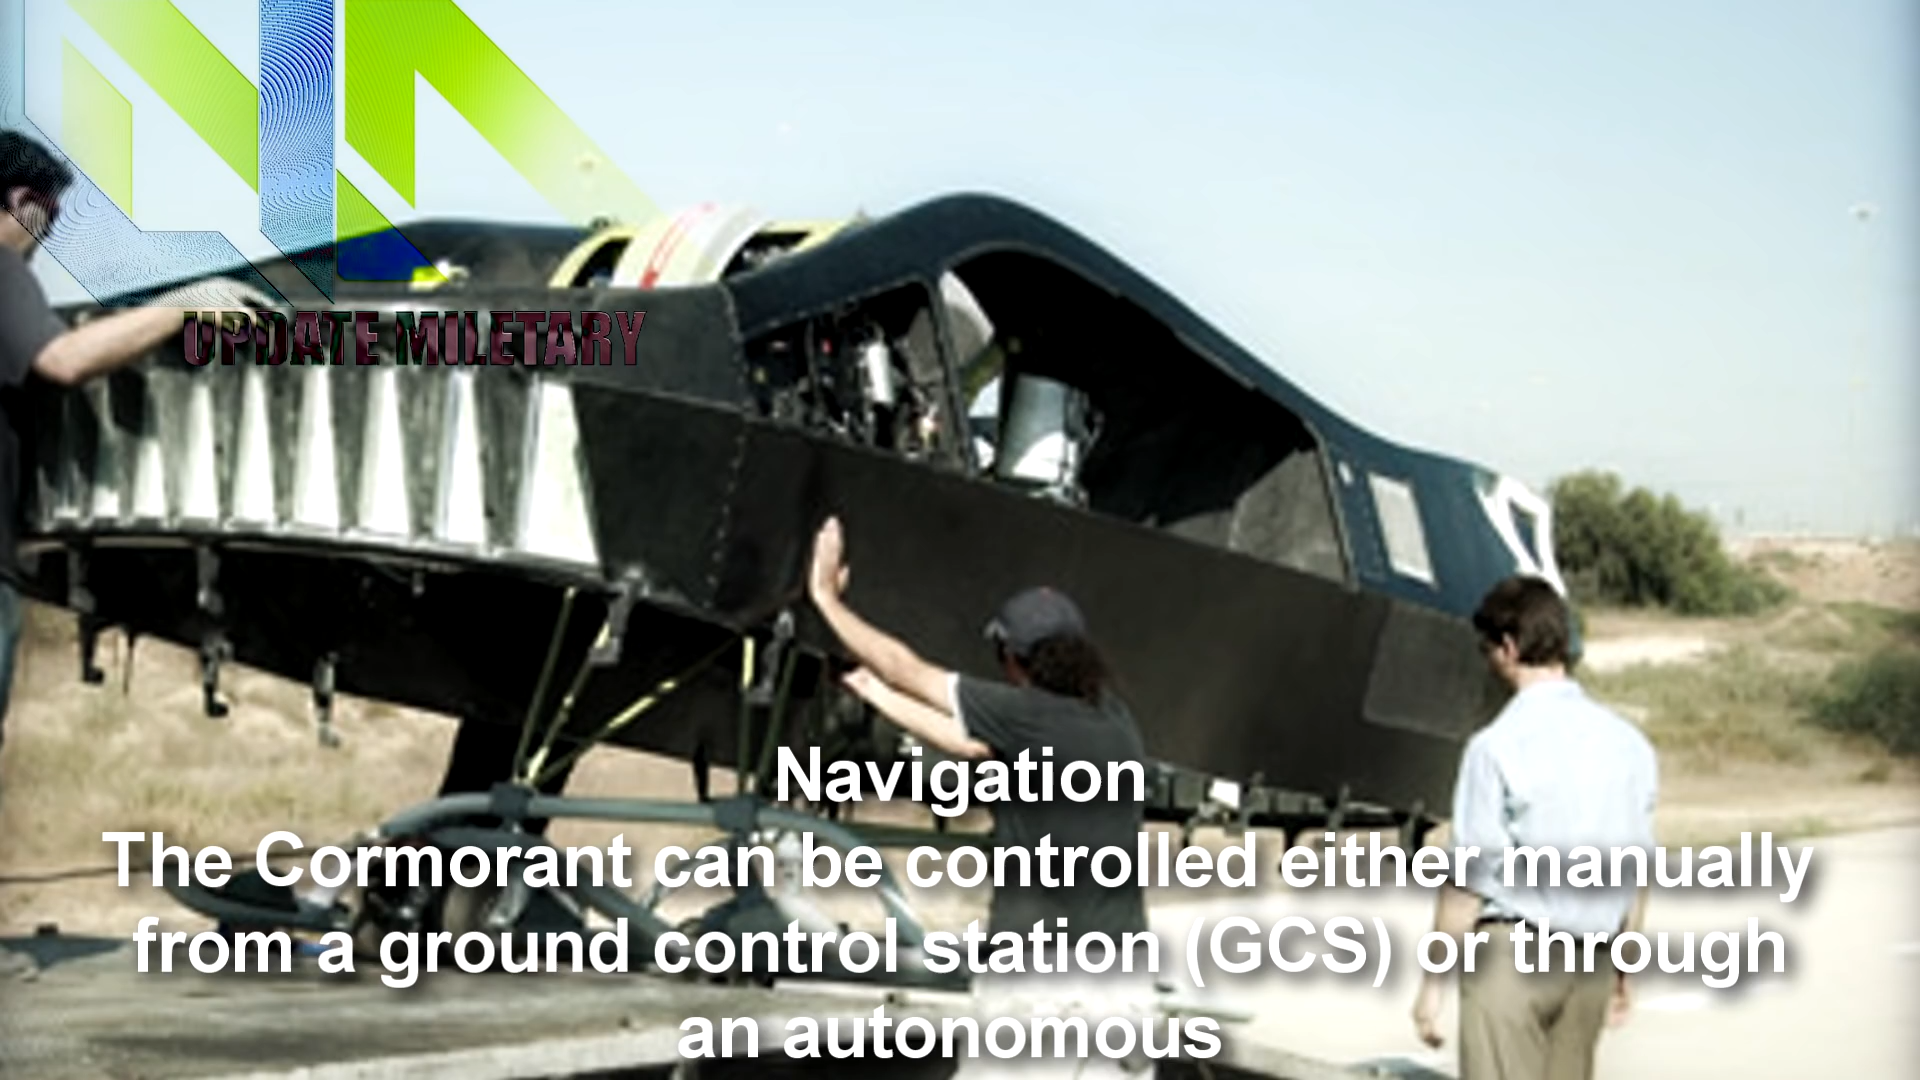 UPDATE MILETARY
Navigation
The Cormorant can be controlled either manually
from a ground control station (GCS) or through
an autonomous